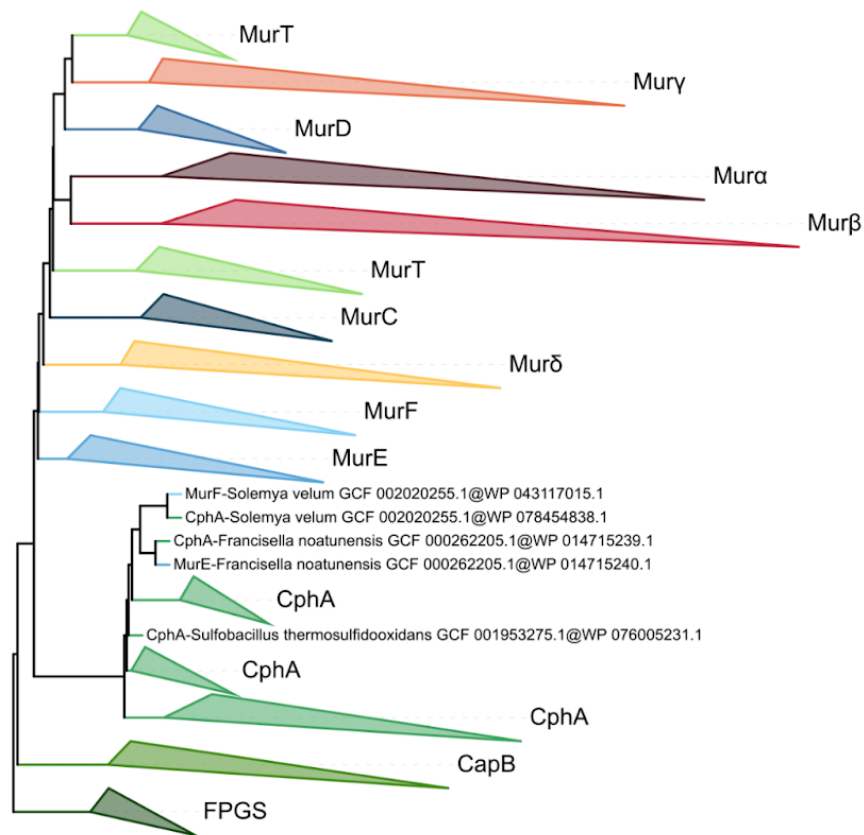 MurT
Murγ
MurD
Murα
Murβ
MurT
MurC
Murδ
MurF
MurE
MurF-Solemya velum GCF 002020255.1@WP 043117015.1
CphA-Solemya velum GCF 002020255.1@WP 078454838.1
CphA-Francisella noatunensis GCF 000262205.1@WP 014715239.1
MurE-Francisella noatunensis GCF 000262205.1@WP 014715240.1
CphA
CphA-Sulfobacillus thermosulfidooxidans GCF 001953275.1@WP 076005231.1
CphA
CphA
CapB
FPGS